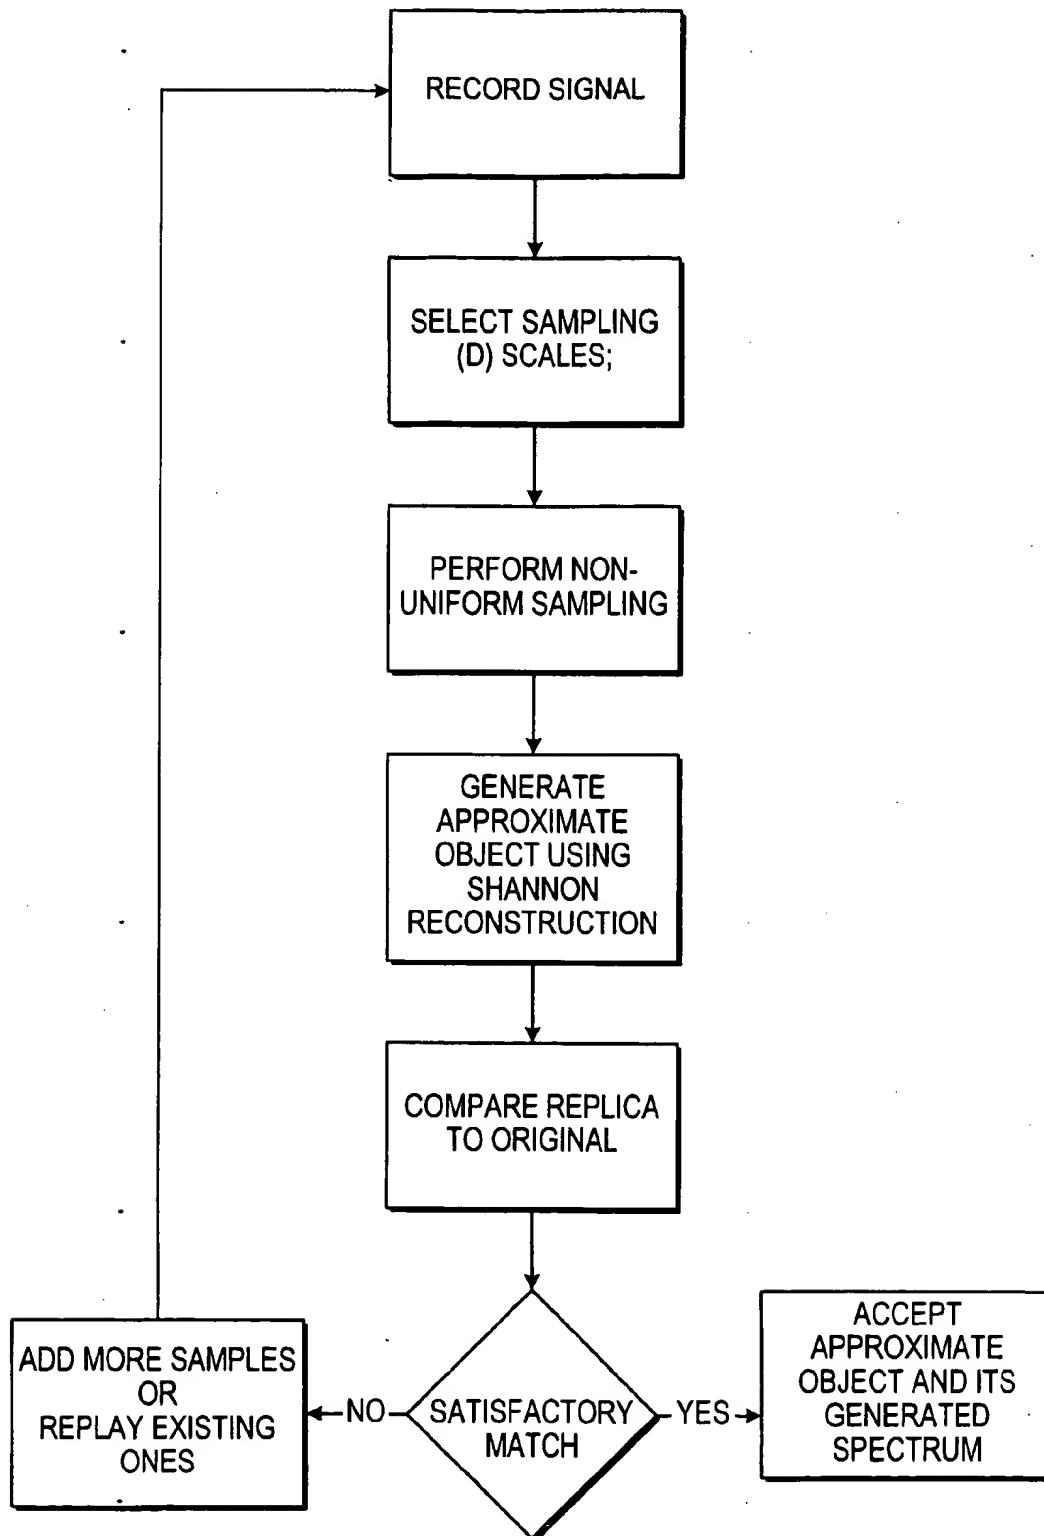 RECORD SIGNAL
SELECT SAMPLING
(D) SCALES;
PERFORM NON-
UNIFORM SAMPLING
GENERATE
APPROXIMATE
OBJECT USING
SHANNON
RECONSTRUCTION
COMPARE REPLICA
TO ORIGINAL
ADD MORE SAMPLES
OR
REPLAY EXISTING
ONES
NO
SATISFACTORY
MATCH
YES
ACCEPT
APPROXIMATE
OBJECT AND ITS
GENERATED
SPECTRUM